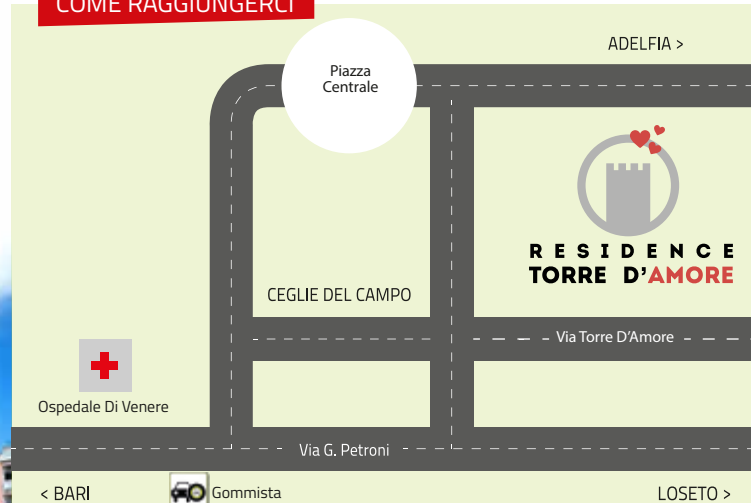 COME RAGGIUNGERCI
ADELFIA >
Piazza
Centrale
RESIDENCE
TORRE D'AMORE
CEGLIE DEL CAMPO
Via Torre D'Amore
Ospedale Di Venere
Via G. Petroni
< BARI
Gommista
LOSETO >